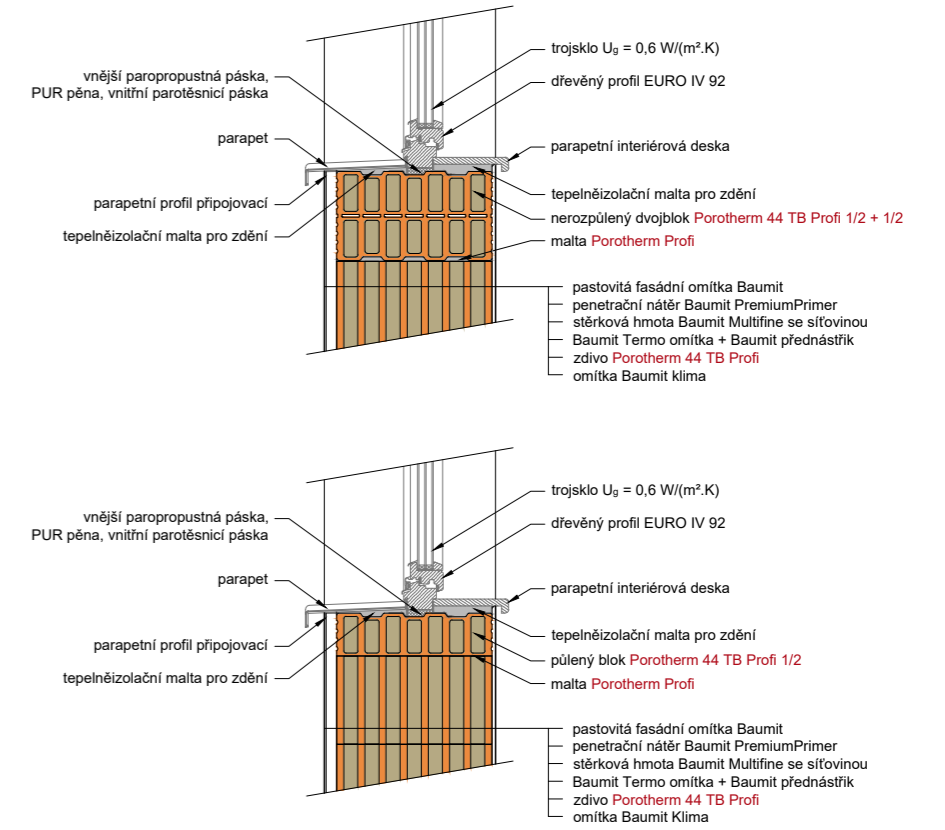 trojsklo Ug = 0,6 W/(m².K)
vnější paropropustná páska,
PUR pěna, vnitřní parotěsnicí páska
dřevěný profil EURO IV 92
parapet
parapetní interiérová deska
parapetní profil připojovací
tepelněizolační malta pro zdění
tepelněizolační malta pro zdění
nerozpůlený dvojblok Porotherm 44 TB Profi 1/2 + 1/2
malta Porotherm Profi
pastovitá fasádní omítka Baumit
penetrační nátěr Baumit PremiumPrimer
stěrková hmota Baumit Multifine se síťovinou
Baumit Termo omítka + Baumit přednástřik
zdivo Porotherm 44 TB Profi
omítka Baumit klima
trojsklo Ug = 0,6 W/(m².K)
vnější paropropustná páska,
PUR pěna, vnitřní parotěsnicí páska
dřevěný profil EURO IV 92
parapet
parapetní interiérová deska
parapetní profil připojovací
tepelněizolační malta pro zdění
tepelněizolační malta pro zdění
půlený blok Porotherm 44 TB Profi 1/2
malta Porotherm Profi
pastovitá fasádní omítka Baumit
penetrační nátěr Baumit PremiumPrimer
stěrková hmota Baumit Multifine se síťovinou
Baumit Termo omítka + Baumit přednástřik
zdivo Porotherm 44 TB Profi
omítka Baumit Klima